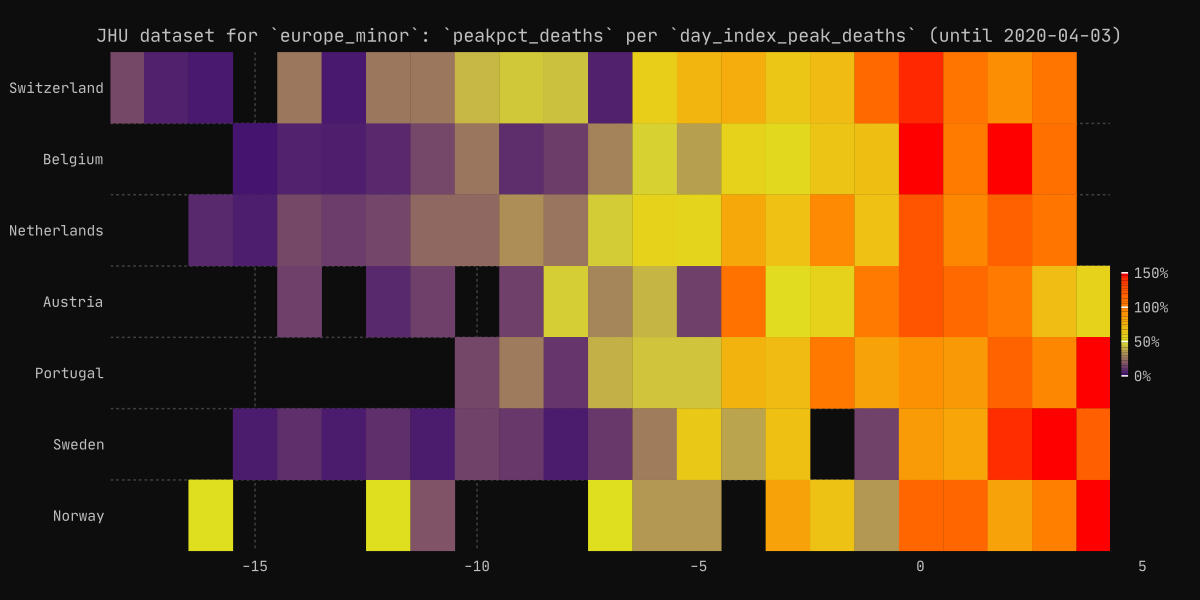 JHU dataset for `europe_minor`: `peakpct_deaths` per `day_index_peak_deaths` (until 2020-04-03)
Switzerland
Belgium
Netherlands
Austria
Portugal
Sweden
Norway
150%
100%
50%
0%
-15
-10
-5
0
5